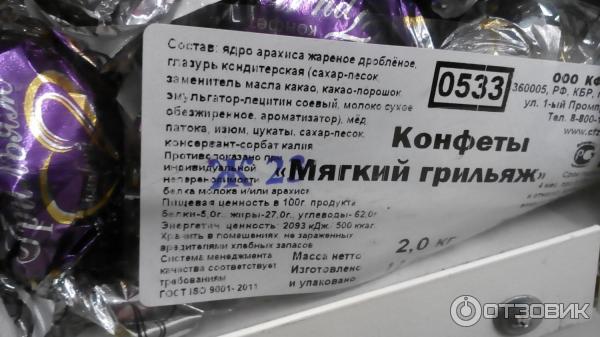 Состав: ядро арахиса жареное дроблёное,
глазурь кондитерская (сахар-песок,
заменитель масла какао, какао-порошок,
эмульгатор-лецитин соевый, молоко сухое
обезжиренное, ароматизатор), мёд,
патока, изюм, цукаты, сахар-песок,
консервант-сорбат калия.
Противопоказано при
индивидуальной
непереносимости
белка молока и/или арахиса
Пищевая ценность в 100г. продукта
белки-5,0г., жиры-27,0г., углеводы-62,0г.
Энергетич. ценность: 2093 кДж, 500 ккал.
Хранить в помещениях, не зараженных
вредителями хлебных запасов
Система менеджмента
качества соответствует
требованиям
ГОСТ ISO 9001-2011
0533
Конфеты
«Мягкий грильяж»
2,0 кг
Масса нетто
Изготовлено
и упаковано
ООО КФ
360005, РФ, КБР,
ул. 1-ый Промпр
Тел. 8-800-
ОТЗОВИК